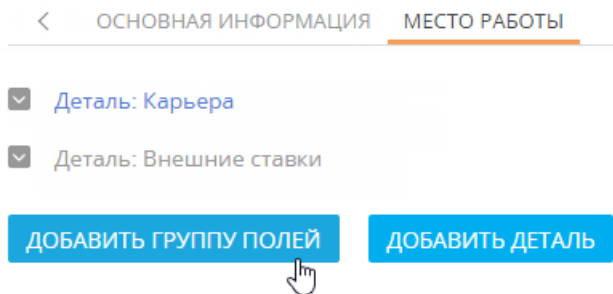 ОСНОВНАЯ ИНФОРМАЦИЯ МЕСТО РАБОТЫ
Деталь: Карьера
Деталь: Внешние ставки
ДОБАВИТЬ ГРУППУ ПОЛЕЙ ДОБАВИТЬ ДЕТАЛЬ